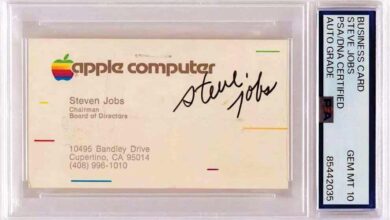 apple computer
Steven Jobs
Chairman
Board of Directors
steve jobs
10495 Bandley Drive
Cupertino, CA 95014
(408) 996-1010
BUSINESS CARD
STEVE JOBS
PSA/DNA CERTIFIED
AUTO GRADE
GEM MT 10
PSA
85442035